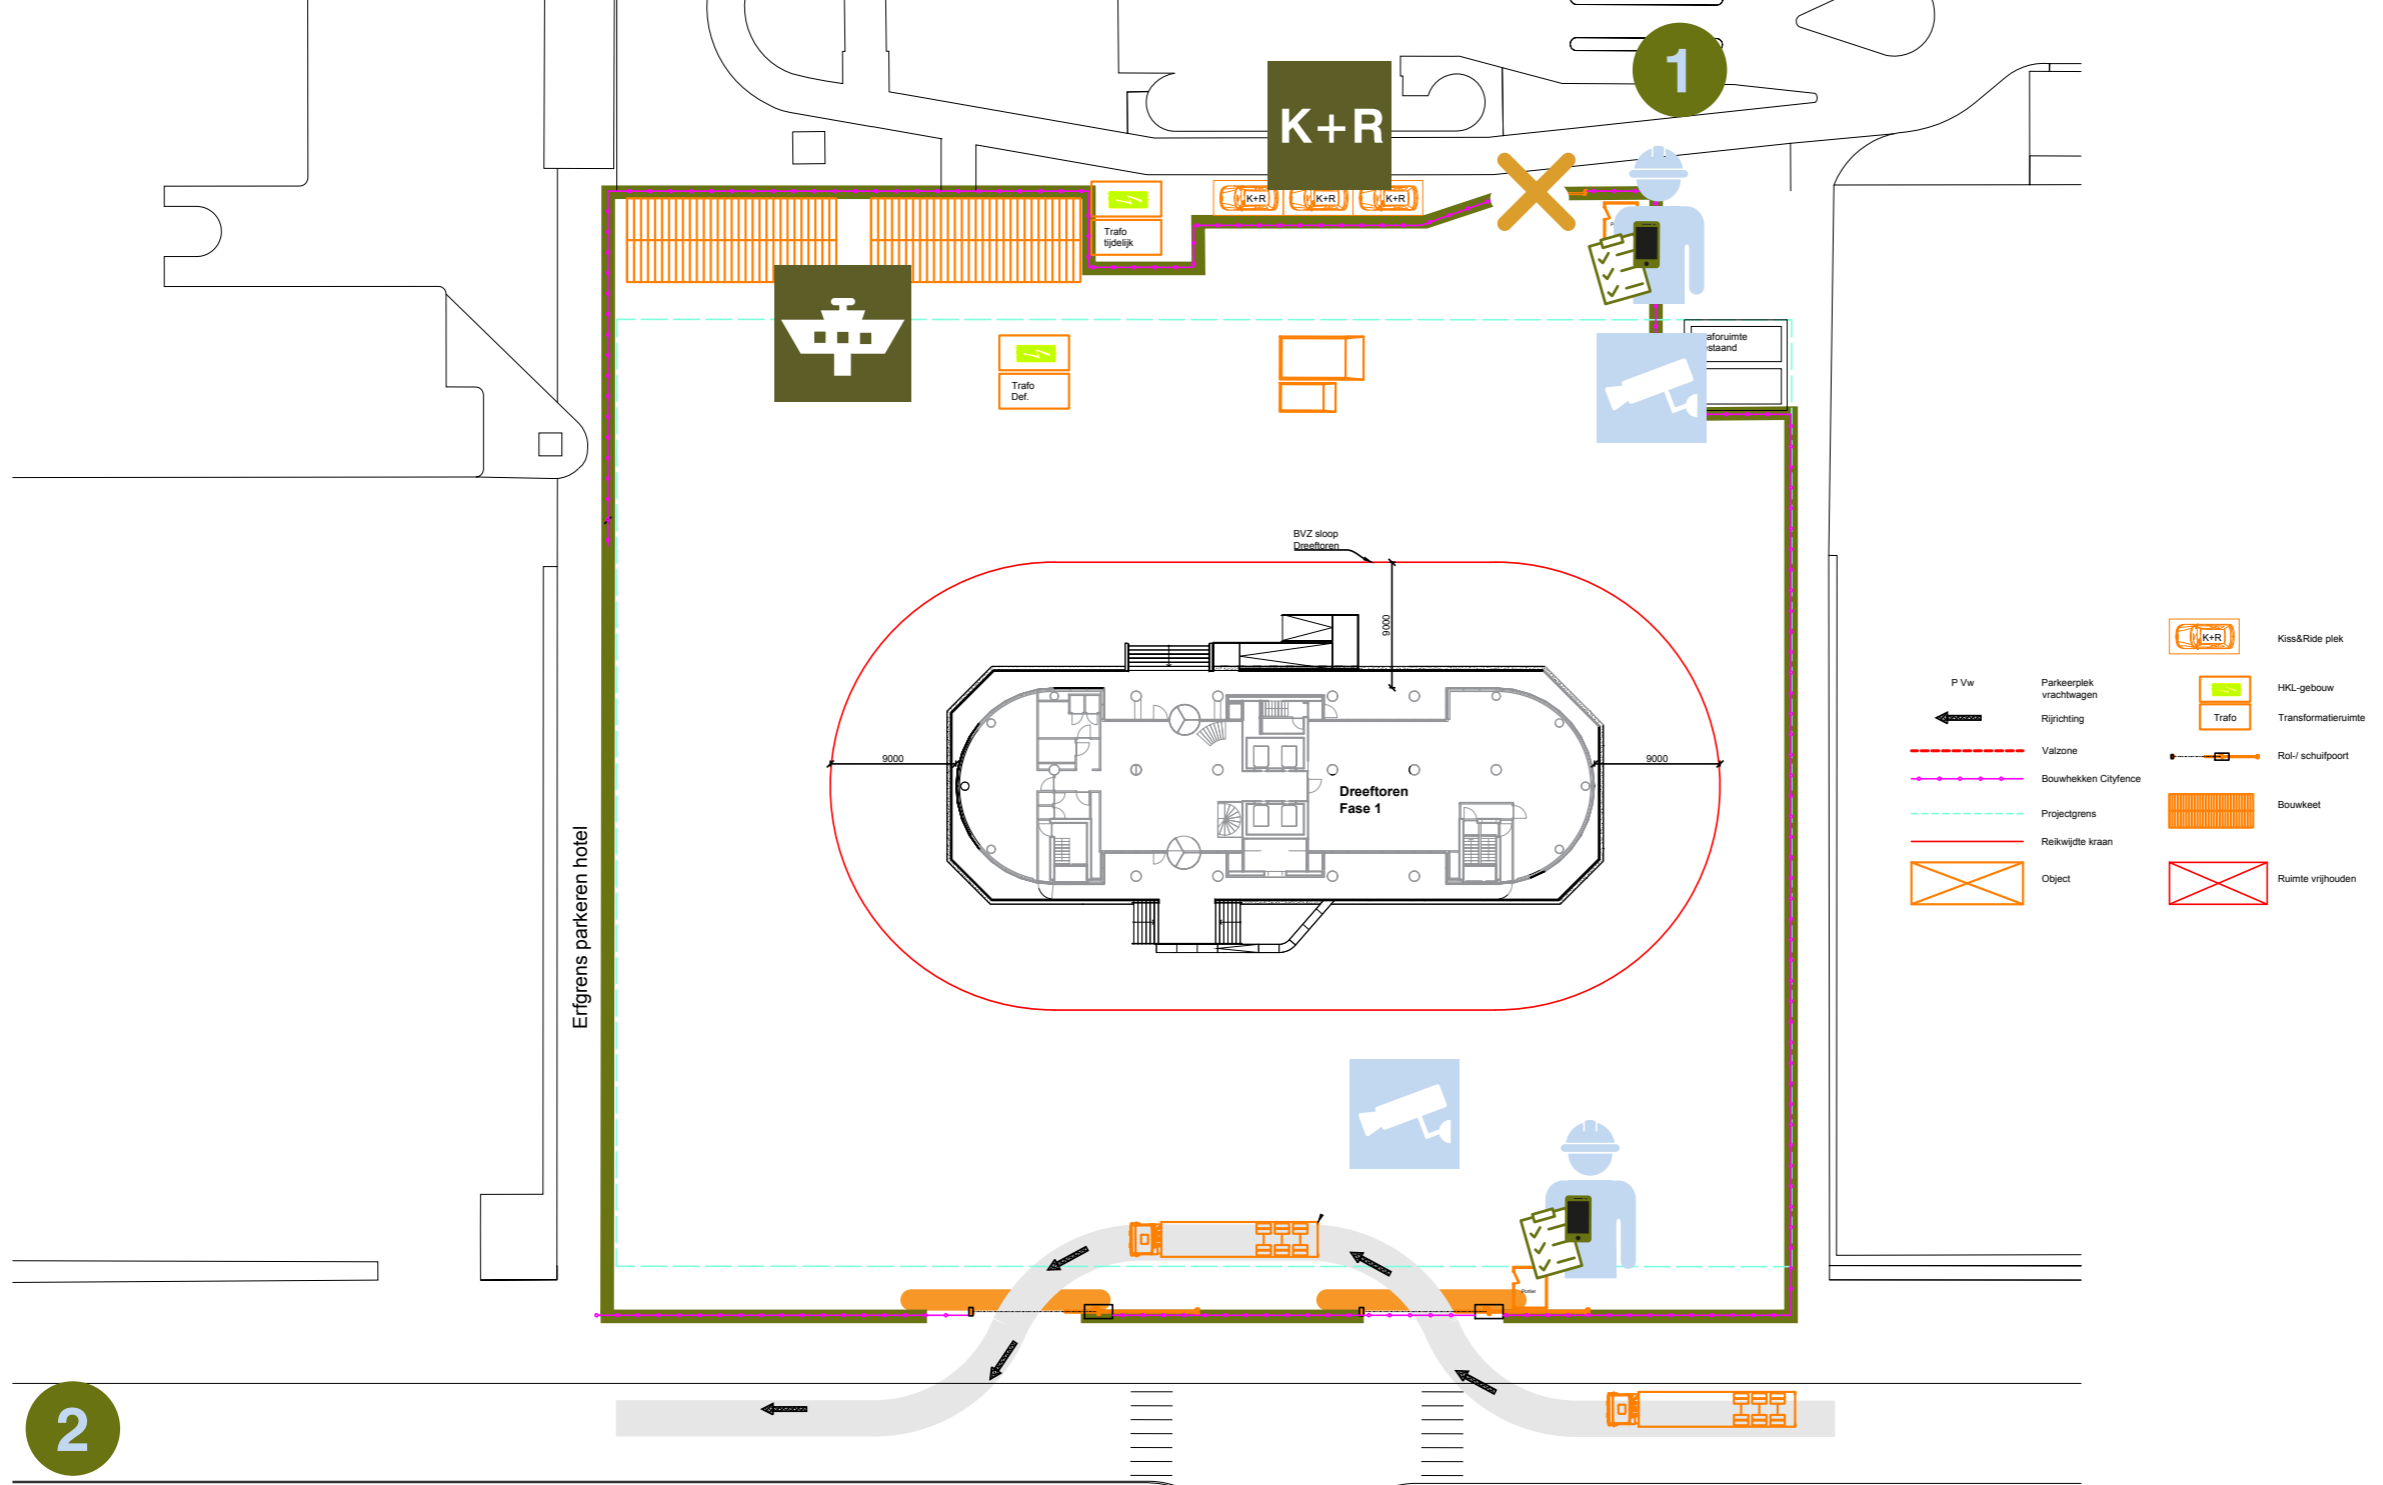 1
K+R
K+R
K+R
K+R
Trafo
tijdelijk
aforuimte
staand
Trafo
Def.
BVZ sloop
Dreeftoren
9000
9000
9000
Dreeftoren
Fase 1
Erfgrens parkeren hotel
Portier
2
K+R
Kiss&Ride plek
P Vw
Parkeerplek
vrachtwagen
HKL-gebouw
Rijrichting
Trafo
Transformatieruimte
Valzone
Rol-/ schuifpoort
Bouwhekken Cityfence
Bouwkeet
Projectgrens
Reikwijdte kraan
Object
Ruimte vrijhouden